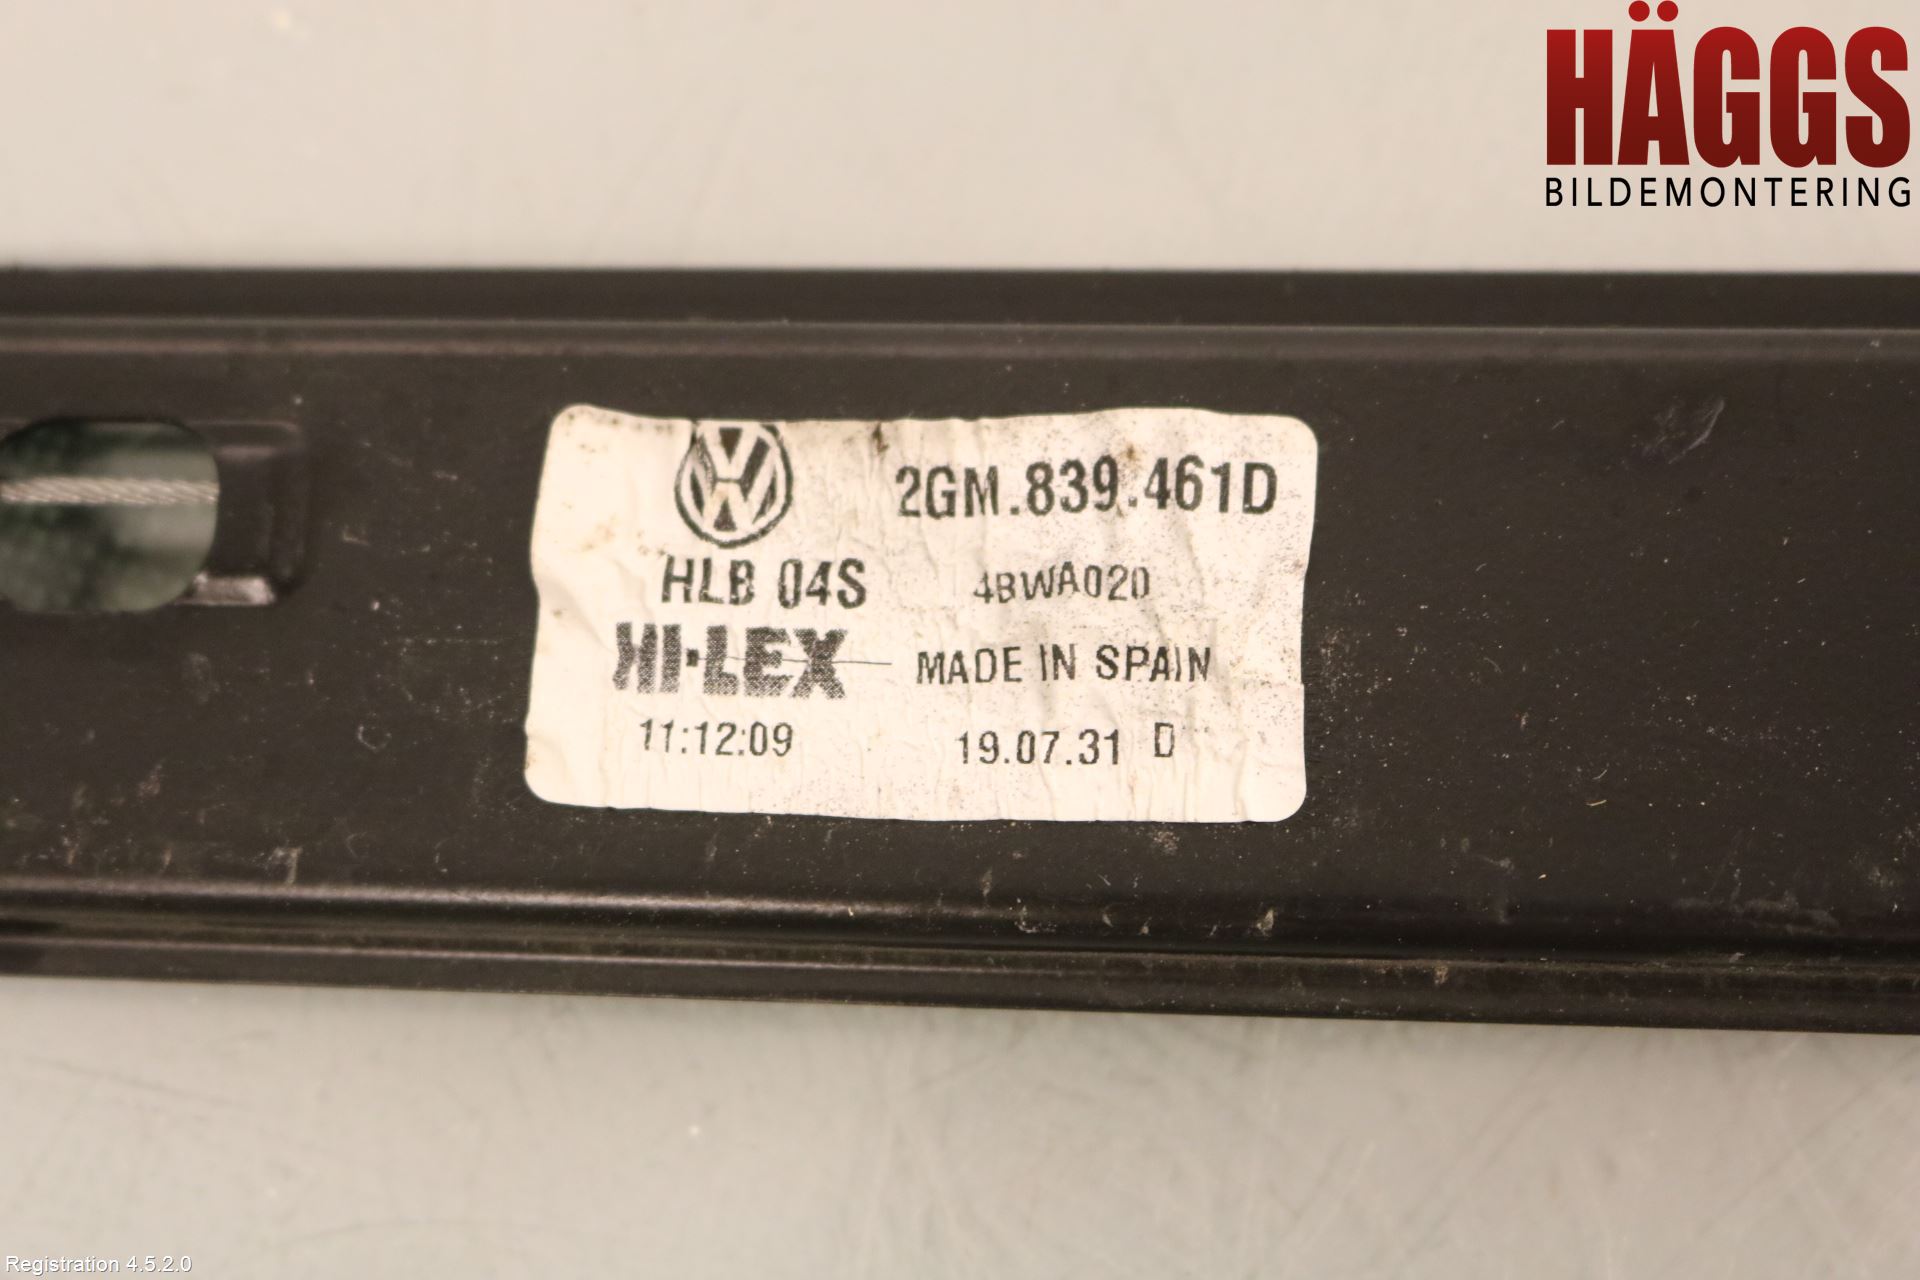 HÄGGS
BILDEMONTERING
2GM.839.461D
HLB 04S 4BWA020
HI-LEX MADE IN SPAIN
11:12:09 19.07.31 D
Registration 4.5.2.0